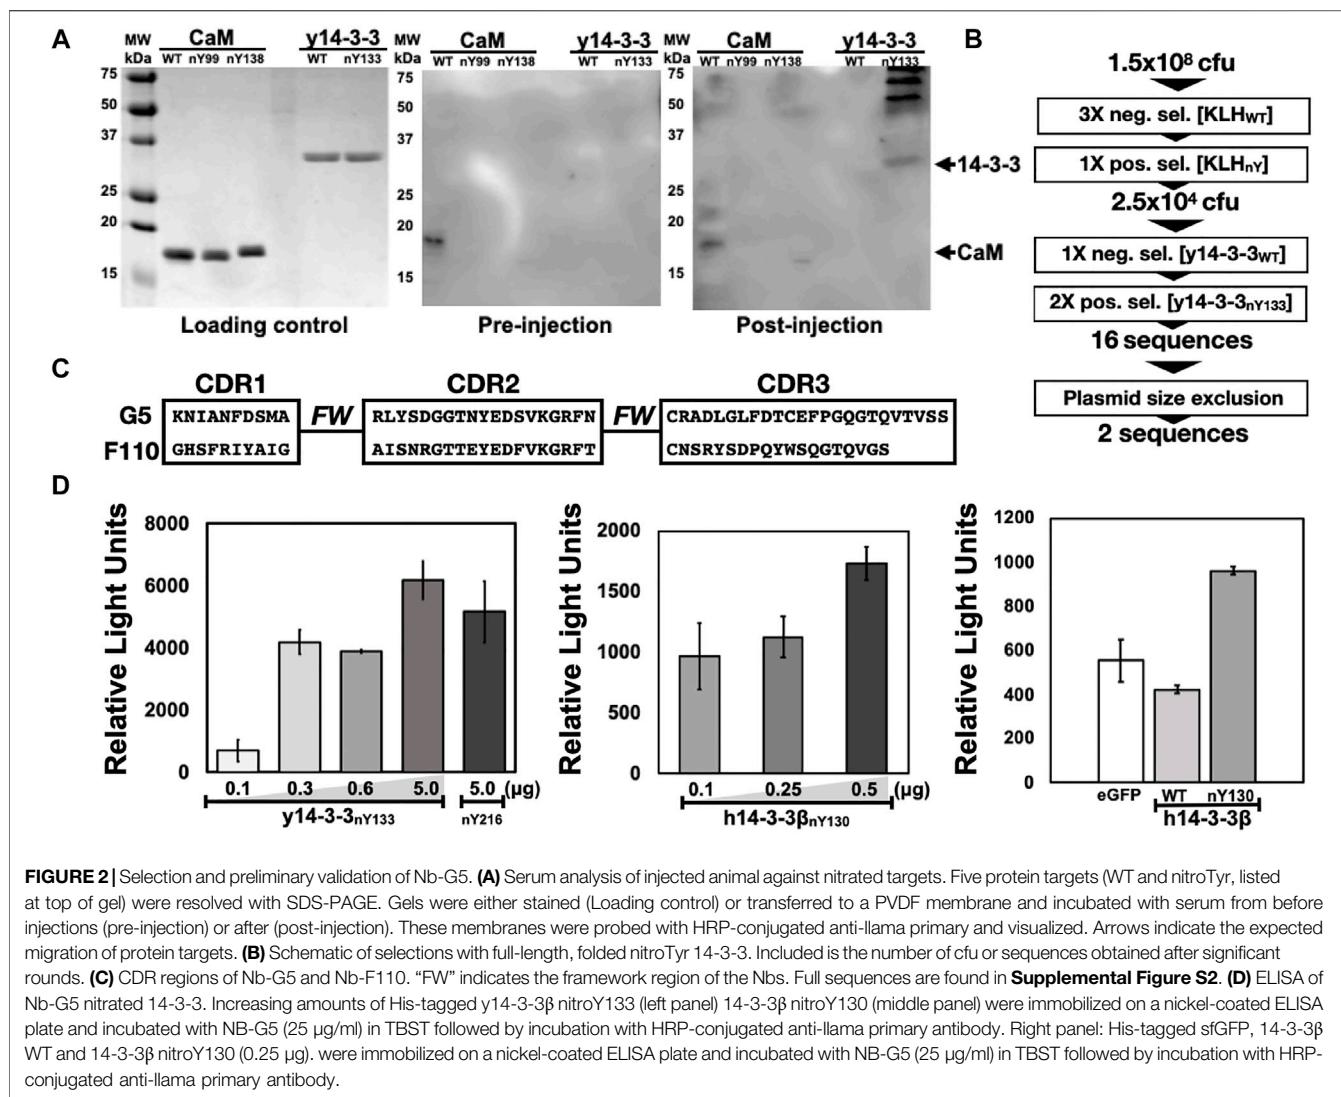 A
MW
kDa
CaM
y14-3-3
WT nY99 nY138
WT nY133
75
50
37
25
20
15
Loading control
MW
kDa
CaM
y14-3-3
WT nY99 nY138
WT nY133
75
50
37
25
20
15
Pre-injection
CaM
y14-3-3
WT nY99 nY138
WT nY133
14-3-3
CaM
Post-injection
B
1.5x10⁸ cfu
3X neg. sel. [KLHWT]
1X pos. sel. [KLHnY]
2.5x10⁴ cfu
1X neg. sel. [y14-3-3WT]
2X pos. sel. [y14-3-3nY133]
16 sequences
Plasmid size exclusion
2 sequences
C
CDR1
CDR2
CDR3
G5 KNIANFDSMA FW RLYSDGGTNYEDSVKGRFN FW CRADLGLFDTCEFPGQGTQVTVSS
F110 GHSFRIYAIG AISNRGTTEYEDFVKGRFT CNSRYSDPQYWSQGTQVGS
D
Relative Light Units
8000
6000
4000
2000
0
0.1 0.3 0.6 5.0 5.0 (µg)
y14-3-3nY133
nY216
Relative Light Units
2000
1500
1000
500
0
0.1 0.25 0.5 (µg)
h14-3-3βnY130
Relative Light Units
1200
1000
800
600
400
200
0
eGFP WT nY130
h14-3-3β
FIGURE 2 | Selection and preliminary validation of Nb-G5. (A) Serum analysis of injected animal against nitrated targets. Five protein targets (WT and nitroTyr, listed
at top of gel) were resolved with SDS-PAGE. Gels were either stained (Loading control) or transferred to a PVDF membrane and incubated with serum from before
injections (pre-injection) or after (post-injection). These membranes were probed with HRP-conjugated anti-llama primary and visualized. Arrows indicate the expected
migration of protein targets. (B) Schematic of selections with full-length, folded nitroTyr 14-3-3. Included is the number of cfu or sequences obtained after significant
rounds. (C) CDR regions of Nb-G5 and Nb-F110. “FW” indicates the framework region of the Nbs. Full sequences are found in Supplemental Figure S2. (D) ELISA of
Nb-G5 nitrated 14-3-3. Increasing amounts of His-tagged y14-3-3β nitroY133 (left panel) 14-3-3β nitroY130 (middle panel) were immobilized on a nickel-coated ELISA
plate and incubated with NB-G5 (25 µg/ml) in TBST followed by incubation with HRP-conjugated anti-llama primary antibody. Right panel: His-tagged sfGFP, 14-3-3β
WT and 14-3-3β nitroY130 (0.25 µg). were immobilized on a nickel-coated ELISA plate and incubated with NB-G5 (25 µg/ml) in TBST followed by incubation with HRP-
conjugated anti-llama primary antibody.